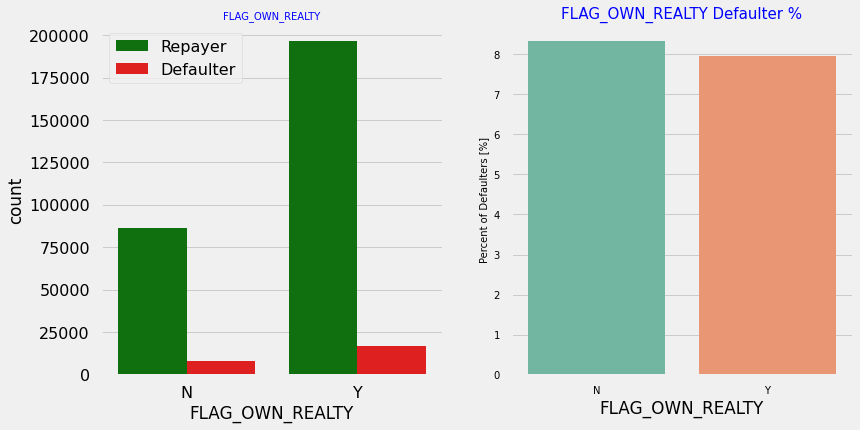 FLAG_OWN_REALTY
200000
175000
150000
125000
100000
75000
50000
25000
0
count
Repayer
Defaulter
N
Y
FLAG_OWN_REALTY
FLAG_OWN_REALTY Defaulter %
8
7
6
5
4
3
2
1
0
Percent of Defaulters [%]
N
Y
FLAG_OWN_REALTY